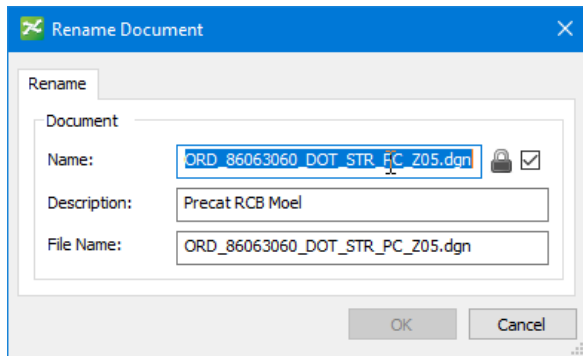 Rename Document
Rename
Document
Name: ORD_86063060_DOT_STR_PC_Z05.dgn
Description: Precat RCB Moel
File Name: ORD_86063060_DOT_STR_PC_Z05.dgn
OK Cancel